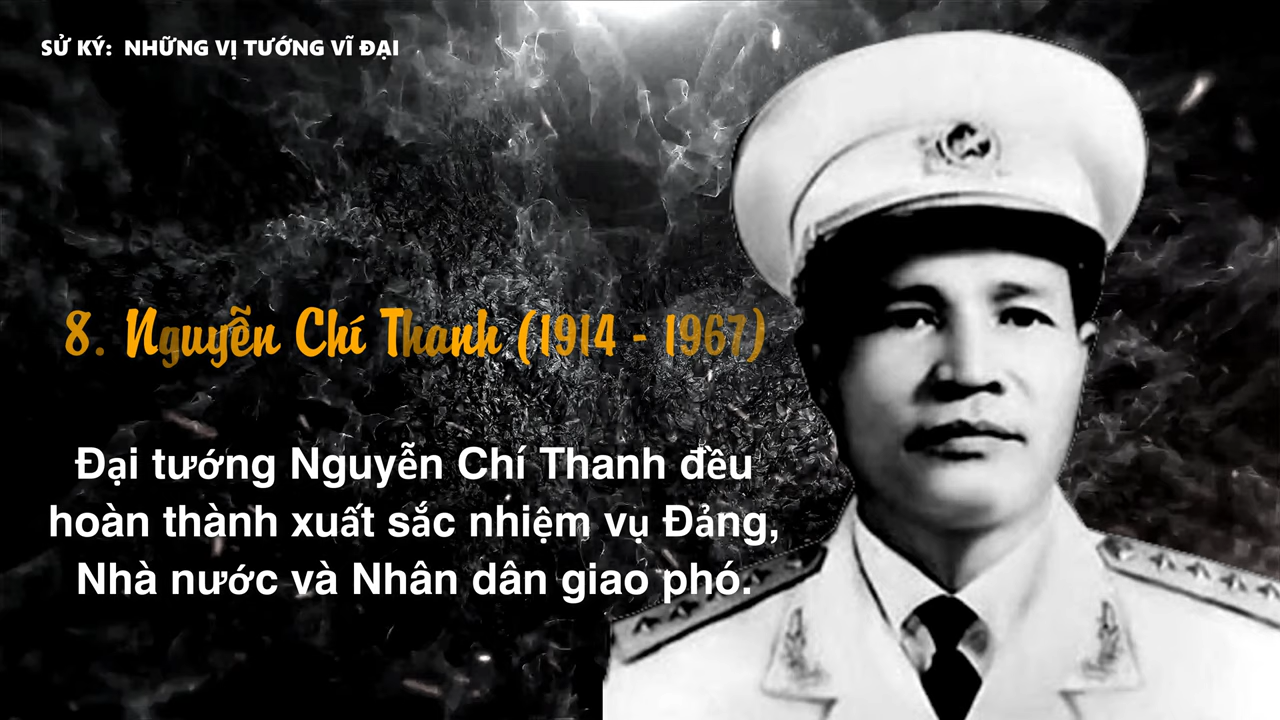 SỬ KÝ: NHỮNG VỊ TƯỚNG VĨ ĐẠI
8. Nguyễn Chí Thanh (1914 - 1967)
Đại tướng Nguyễn Chí Thanh đều
hoàn thành xuất sắc nhiệm vụ Đảng,
Nhà nước và Nhân dân giao phó.